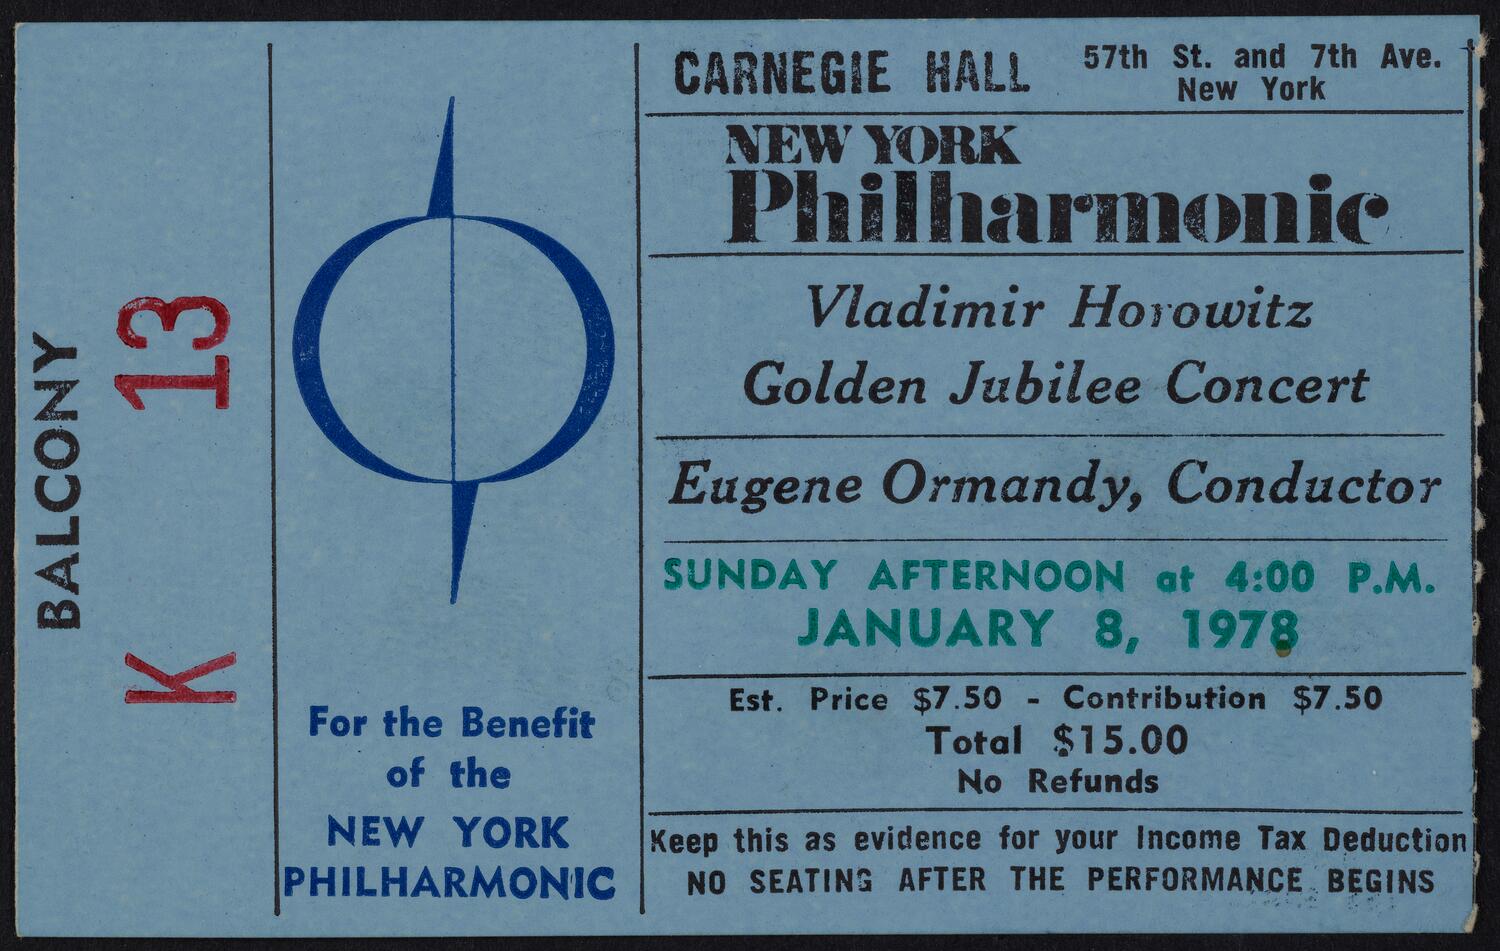 BALCONY
K 13
For the Benefit
of the
NEW YORK
PHILHARMONIC
CARNEGIE HALL
57th St. and 7th Ave.
New York
NEW YORK
Philharmonic
Vladimir Horowitz
Golden Jubilee Concert
Eugene Ormandy, Conductor
SUNDAY AFTERNOON at 4:00 P.M.
JANUARY 8, 1978
Est. Price $7.50 - Contribution $7.50
Total $15.00
No Refunds
Keep this as evidence for your Income Tax Deduction
NO SEATING AFTER THE PERFORMANCE BEGINS